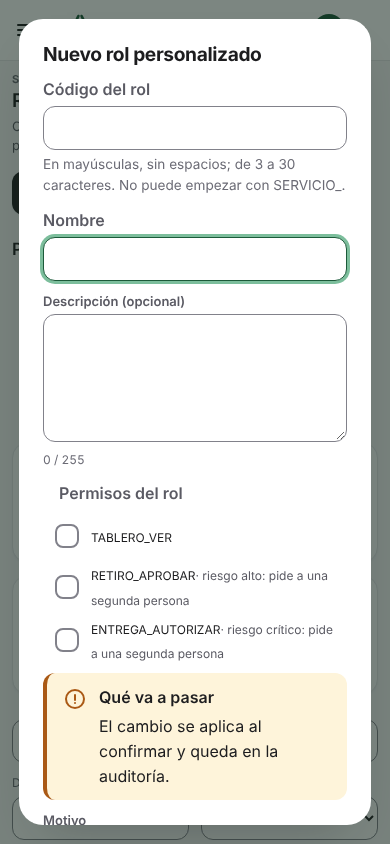 Nuevo rol personalizado
Código del rol
En mayúsculas, sin espacios; de 3 a 30
caracteres. No puede empezar con SERVICIO_.
Nombre
Descripción (opcional)
0 / 255
Permisos del rol
TABLERO_VER
RETIRO_APROBAR· riesgo alto: pide a una
segunda persona
ENTREGA_AUTORIZAR· riesgo crítico: pide
a una segunda persona
Qué va a pasar
El cambio se aplica al
confirmar y queda en la
auditoría.
Motivo